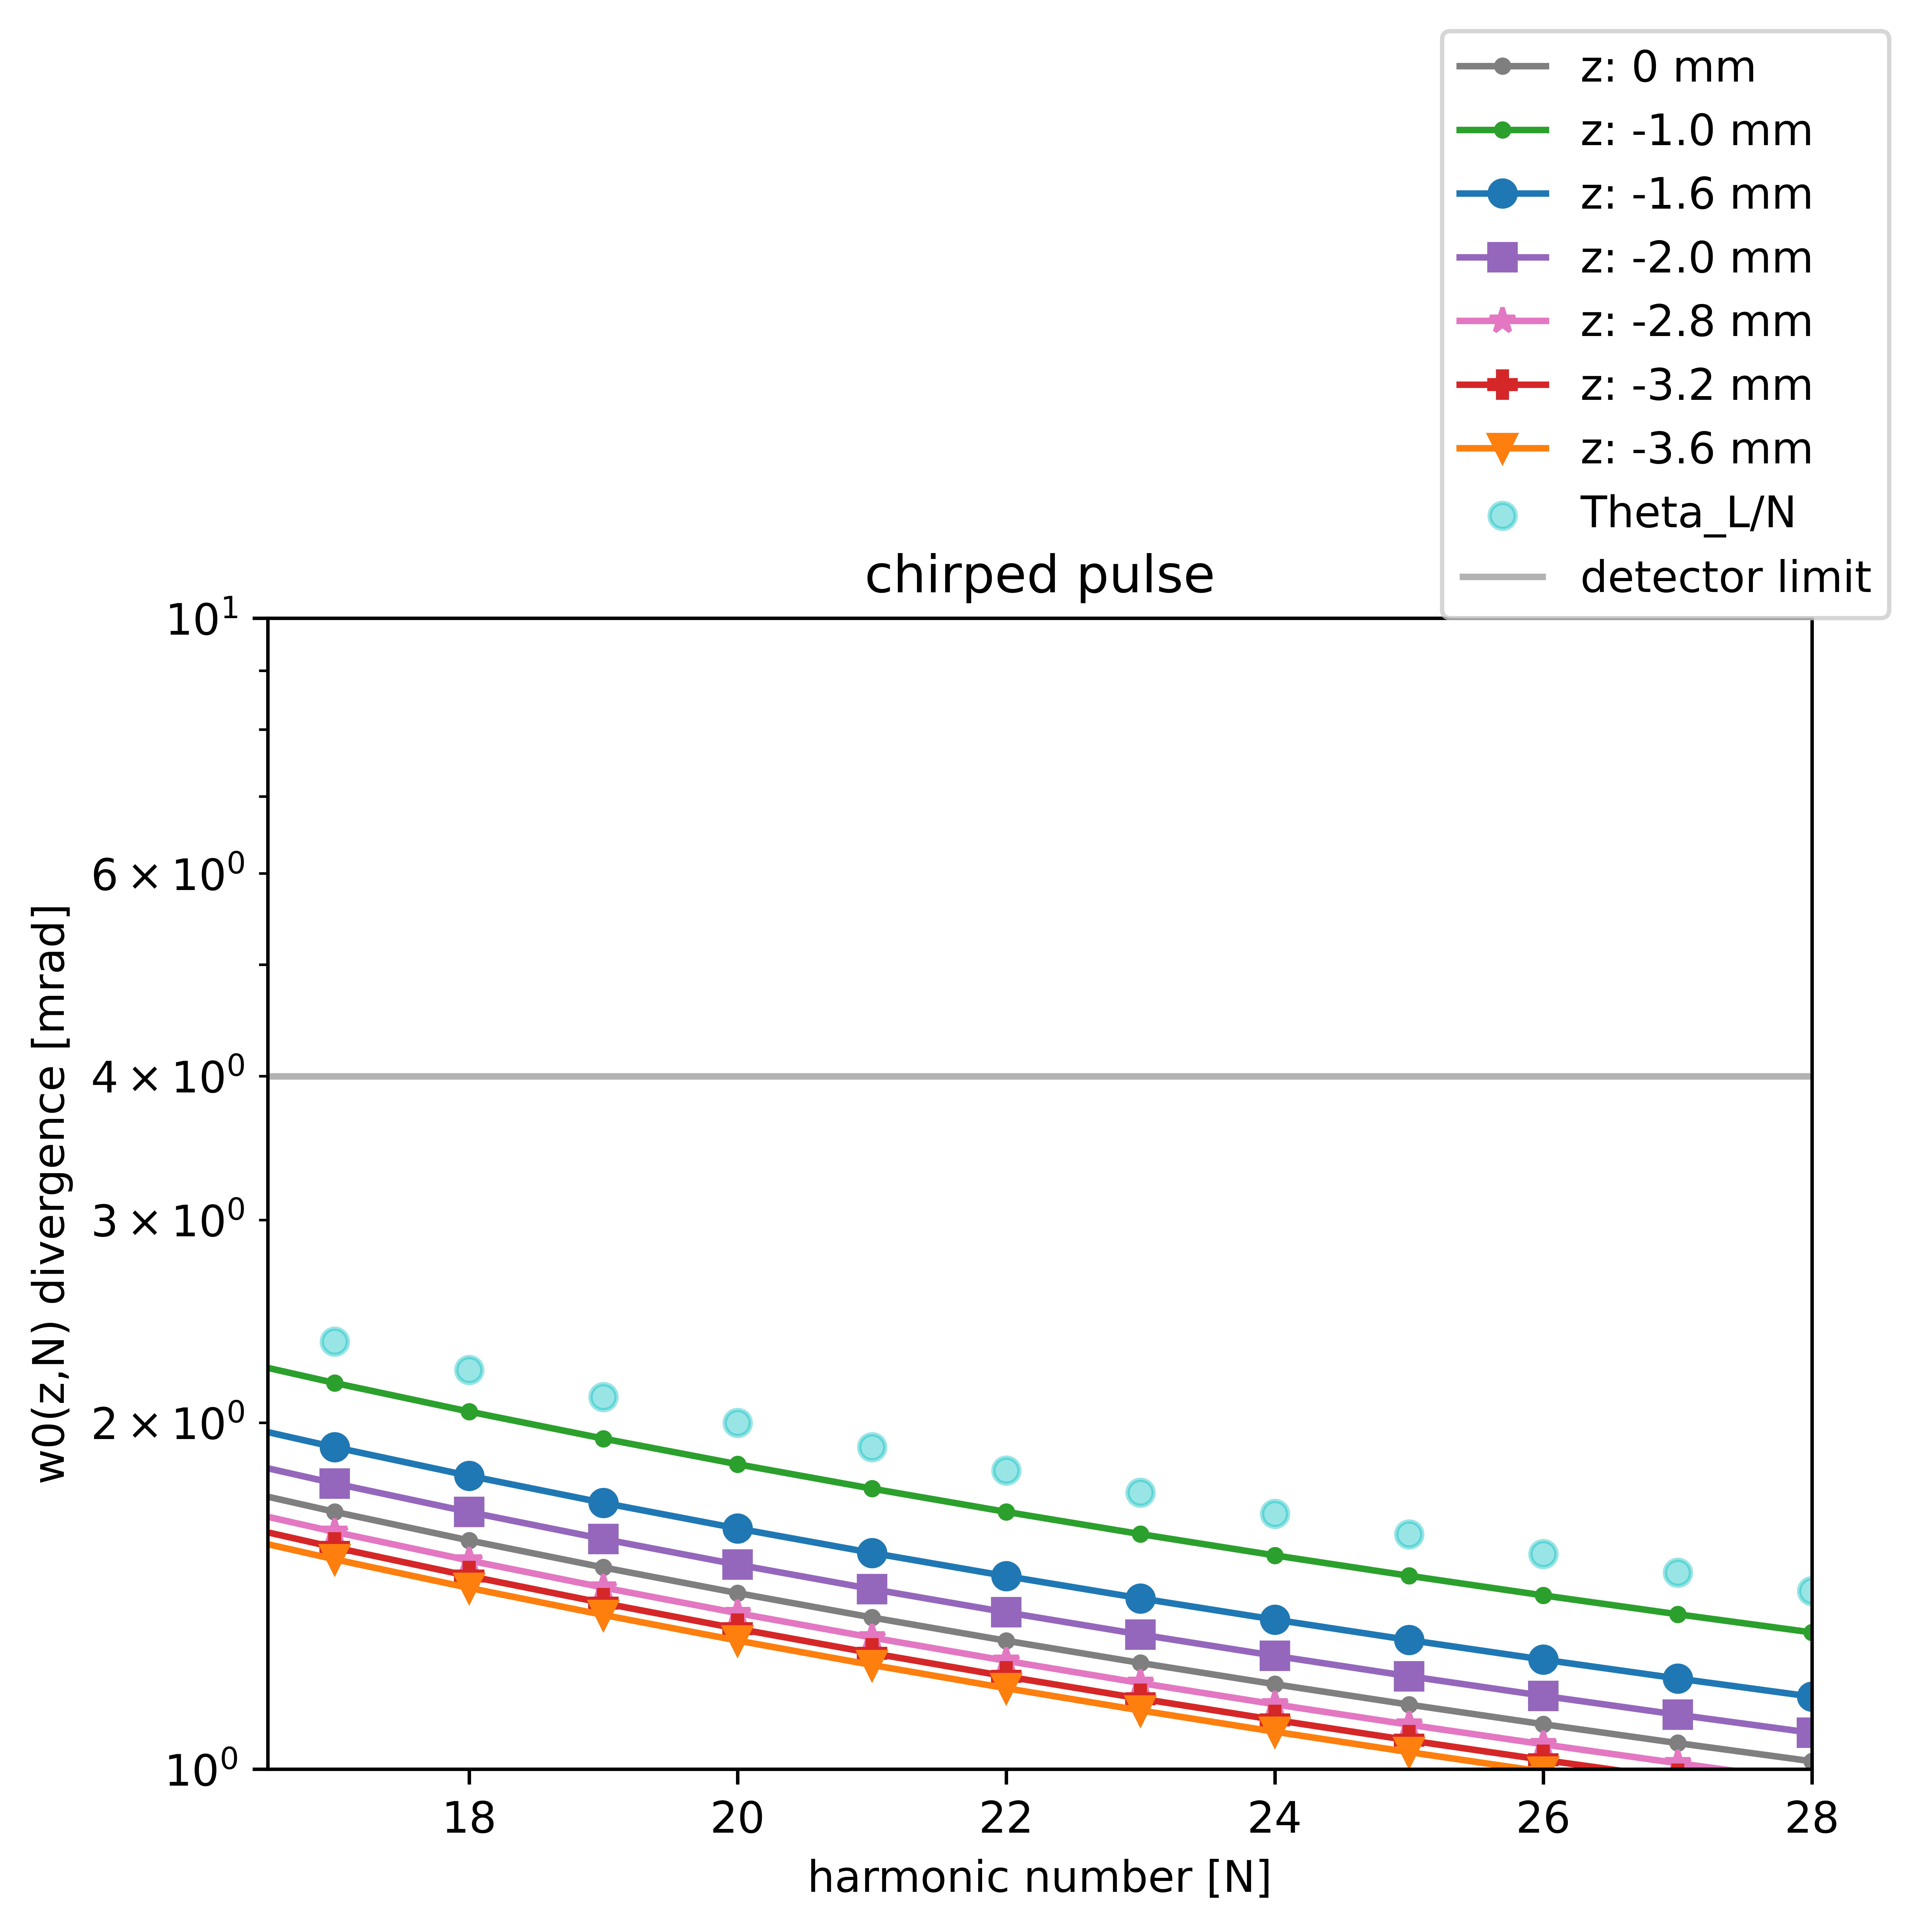 z: 0 mm
z: -1.0 mm
z: -1.6 mm
z: -2.0 mm
z: -2.8 mm
z: -3.2 mm
z: -3.6 mm
Theta_L/N
detector limit
chirped pulse
10¹
6 × 10⁰
4 × 10⁰
3 × 10⁰
2 × 10⁰
10⁰
w0(z,N) divergence [mrad]
18 20 22 24 26 28
harmonic number [N]